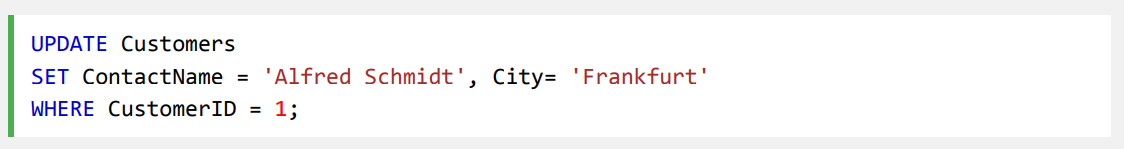 UPDATE Customers
SET ContactName = 'Alfred Schmidt', City= 'Frankfurt'
WHERE CustomerID = 1;